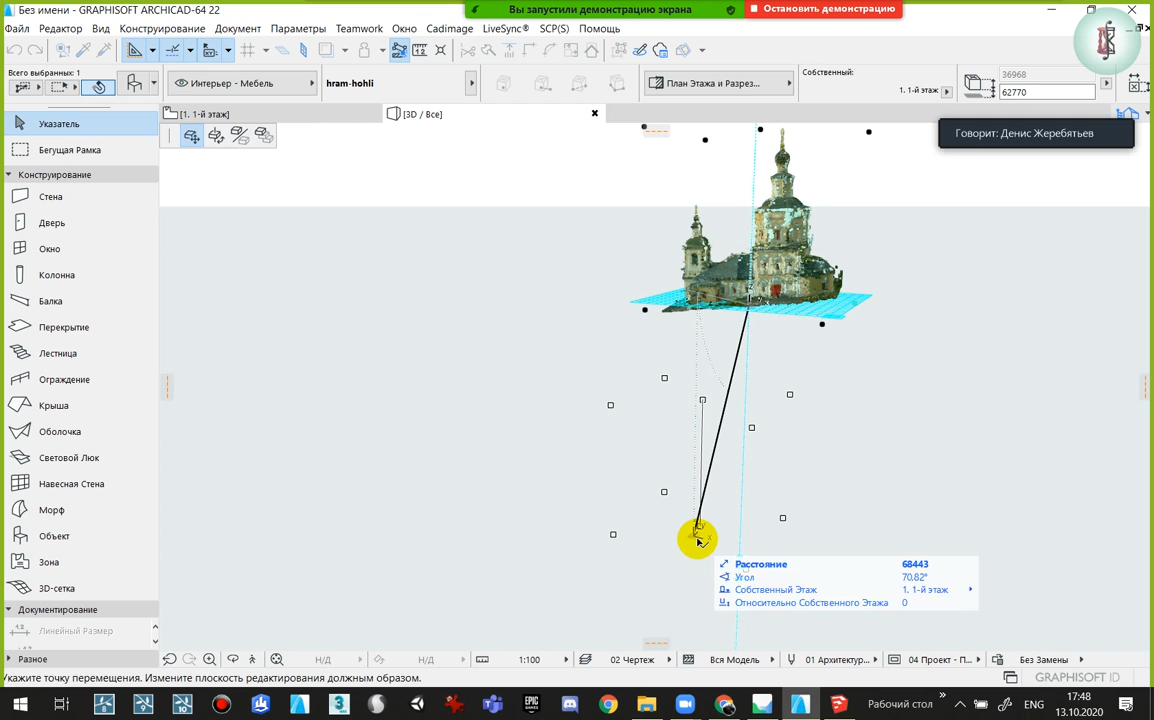 Без имени - GRAPHISOFT ARCHICAD-64 22
Вы запустили демонстрацию экрана
Остановить демонстрацию
Файл Редактор Вид Конструирование Документ Параметры Teamwork Окно Cadimage LiveSync® SCP(S) Помощь
Всего выбранных: 1
Интерьер - Мебель
hram-hohli
План Этажа и Разрез...
Собственный:
1. 1-й этаж
36968
62770
[1. 1-й этаж]
[3D / Все]
Говорит: Денис Жеребятьев
Указатель
Бегущая Рамка
Конструирование
Стена
Дверь
Окно
Колонна
Балка
Перекрытие
Лестница
Ограждение
Крыша
Оболочка
Световой Люк
Навесная Стена
Морф
Объект
Зона
3D-сетка
Документирование
Линейный Размер
Разное
Расстояние 68443
Угол 70.82°
Собственный Этаж 1. 1-й этаж
Относительно Собственного Этажа 0
Н/Д Н/Д 1:100 02 Чертеж Вся Модель 01 Архитектур... 04 Проект - П... Без Замены
Укажите точку перемещения. Измените плоскость редактирования должным образом.
GRAPHISOFT ID
Рабочий стол
ENG
17:48
13.10.2020